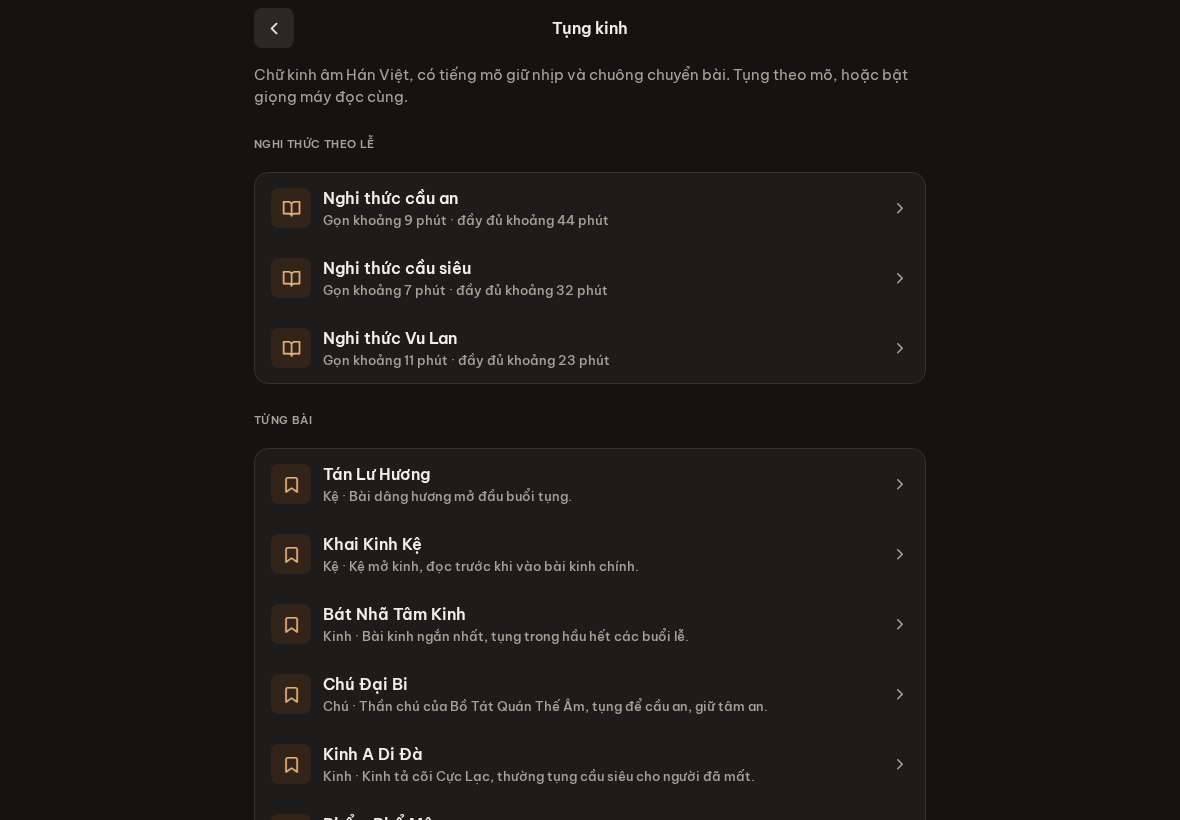 Tụng kinh
Chữ kinh âm Hán Việt, có tiếng mõ giữ nhịp và chuông chuyển bài. Tụng theo mõ, hoặc bật
giọng máy đọc cùng.
NGHI THỨC THEO LỄ
Nghi thức cầu an
Gọn khoảng 9 phút · đầy đủ khoảng 44 phút
Nghi thức cầu siêu
Gọn khoảng 7 phút · đầy đủ khoảng 32 phút
Nghi thức Vu Lan
Gọn khoảng 11 phút · đầy đủ khoảng 23 phút
TỪNG BÀI
Tán Lư Hương
Kệ · Bài dâng hương mở đầu buổi tụng.
Khai Kinh Kệ
Kệ · Kệ mở kinh, đọc trước khi vào bài kinh chính.
Bát Nhã Tâm Kinh
Kinh · Bài kinh ngắn nhất, tụng trong hầu hết các buổi lễ.
Chú Đại Bi
Chú · Thần chú của Bồ Tát Quán Thế Âm, tụng để cầu an, giữ tâm an.
Kinh A Di Đà
Kinh · Kinh tả cõi Cực Lạc, thường tụng cầu siêu cho người đã mất.